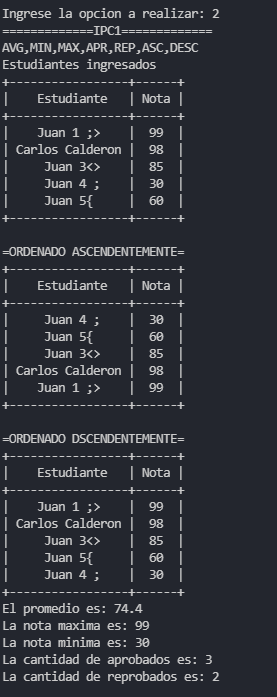 Ingrese la opcion a realizar: 2
=============IPC1=============
AVG,MIN,MAX,APR,REP,ASC,DESC
Estudiantes ingresados
+-----------------+------+
|    Estudiante   | Nota |
+-----------------+------+
|    Juan 1 ;>    |  99  |
| Carlos Calderon |  98  |
|     Juan 3<>    |  85  |
|     Juan 4 ;    |  30  |
|     Juan 5{     |  60  |
+-----------------+------+
=ORDENADO ASCENDENTEMENTE=
+-----------------+------+
|    Estudiante   | Nota |
+-----------------+------+
|     Juan 4 ;    |  30  |
|     Juan 5{     |  60  |
|     Juan 3<>    |  85  |
| Carlos Calderon |  98  |
|    Juan 1 ;>    |  99  |
+-----------------+------+
=ORDENADO DSCENDENTEMENTE=
+-----------------+------+
|    Estudiante   | Nota |
+-----------------+------+
|    Juan 1 ;>    |  99  |
| Carlos Calderon |  98  |
|     Juan 3<>    |  85  |
|     Juan 5{     |  60  |
|     Juan 4 ;    |  30  |
+-----------------+------+
El promedio es: 74.4
La nota maxima es: 99
La nota minima es: 30
La cantidad de aprobados es: 3
La cantidad de reprobados es: 2